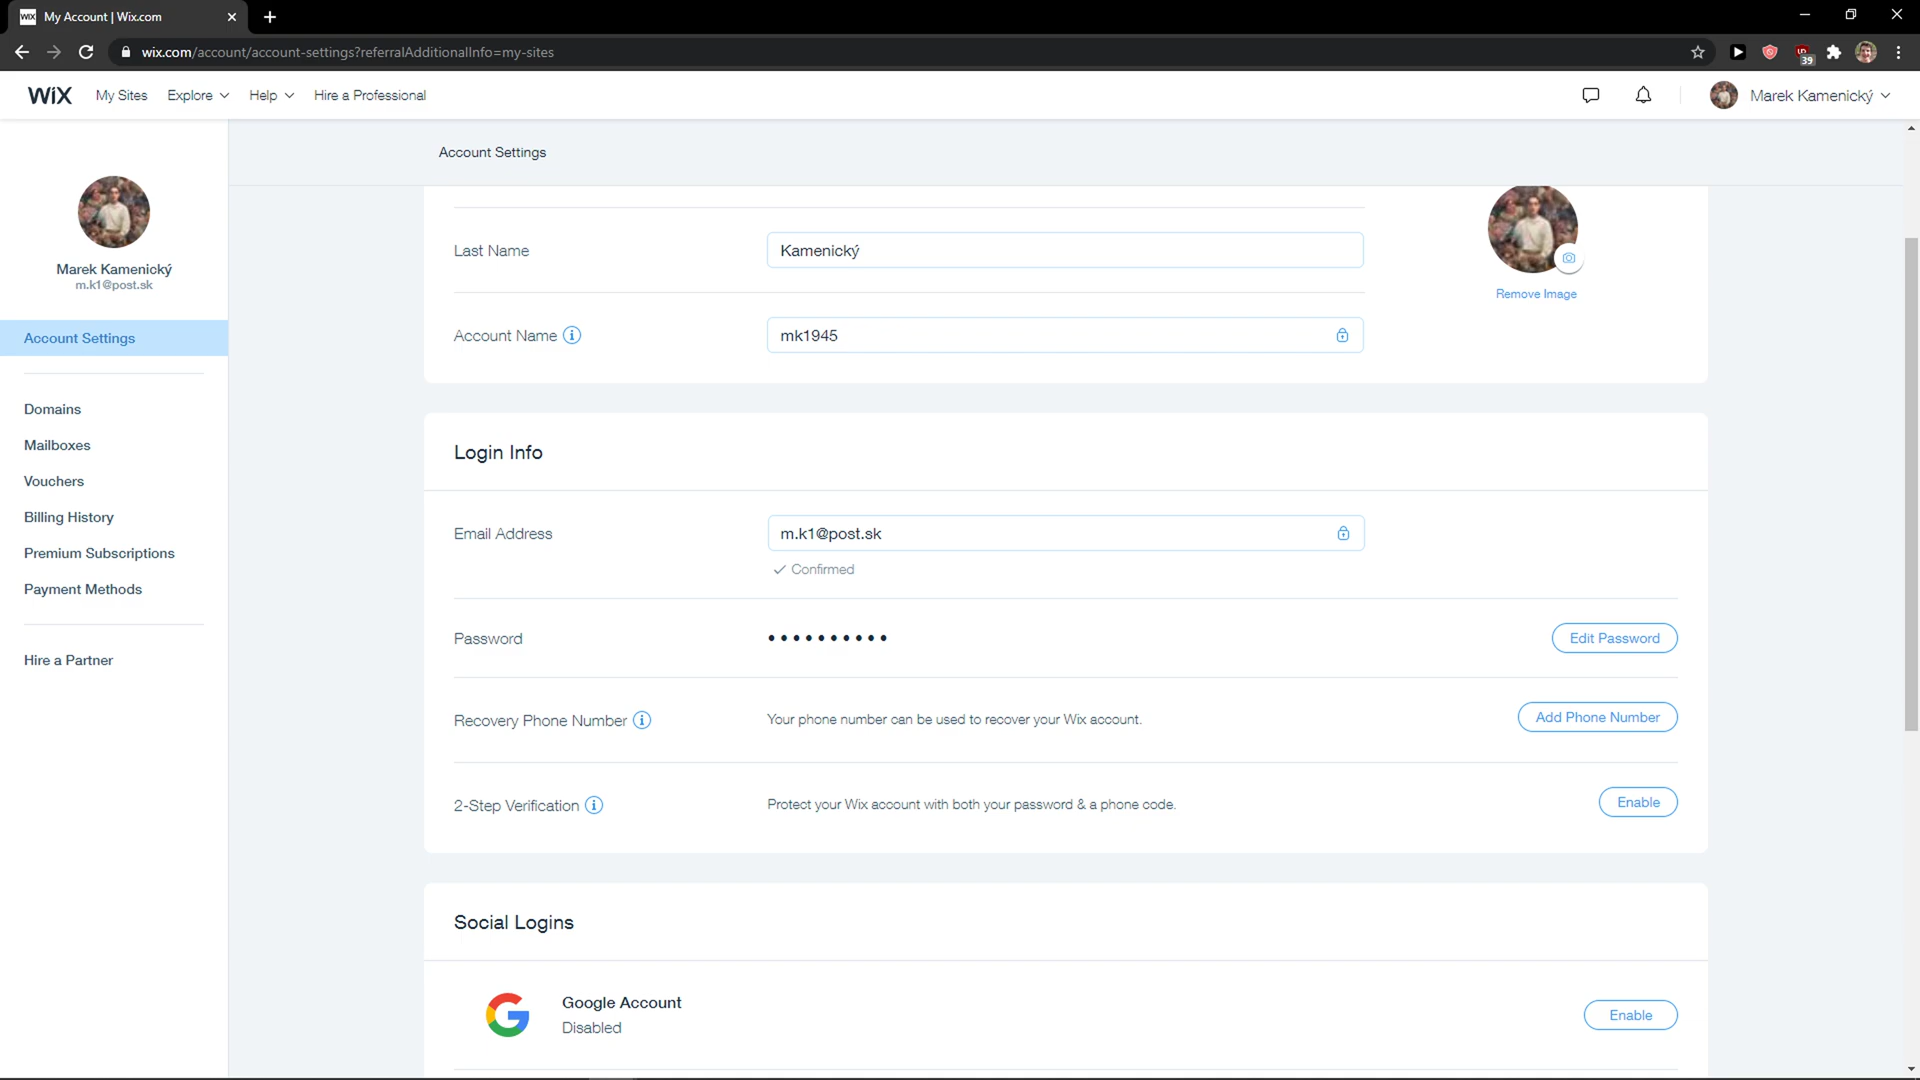 WiX My Account | Wix.com
wix.com/account/account-settings?referralAdditionalInfo=my-sites
39
WiX My Sites Explore Help Hire a Professional Marek Kamenický
Account Settings
Marek Kamenický
m.k1@post.sk
Account Settings
Domains
Mailboxes
Vouchers
Billing History
Premium Subscriptions
Payment Methods
Hire a Partner
Last Name Kamenický
Remove Image
Account Name mk1945
Login Info
Email Address m.k1@post.sk
Confirmed
Password •••••••••• Edit Password
Recovery Phone Number Your phone number can be used to recover your Wix account. Add Phone Number
2-Step Verification Protect your Wix account with both your password & a phone code. Enable
Social Logins
Google Account
Disabled
Enable